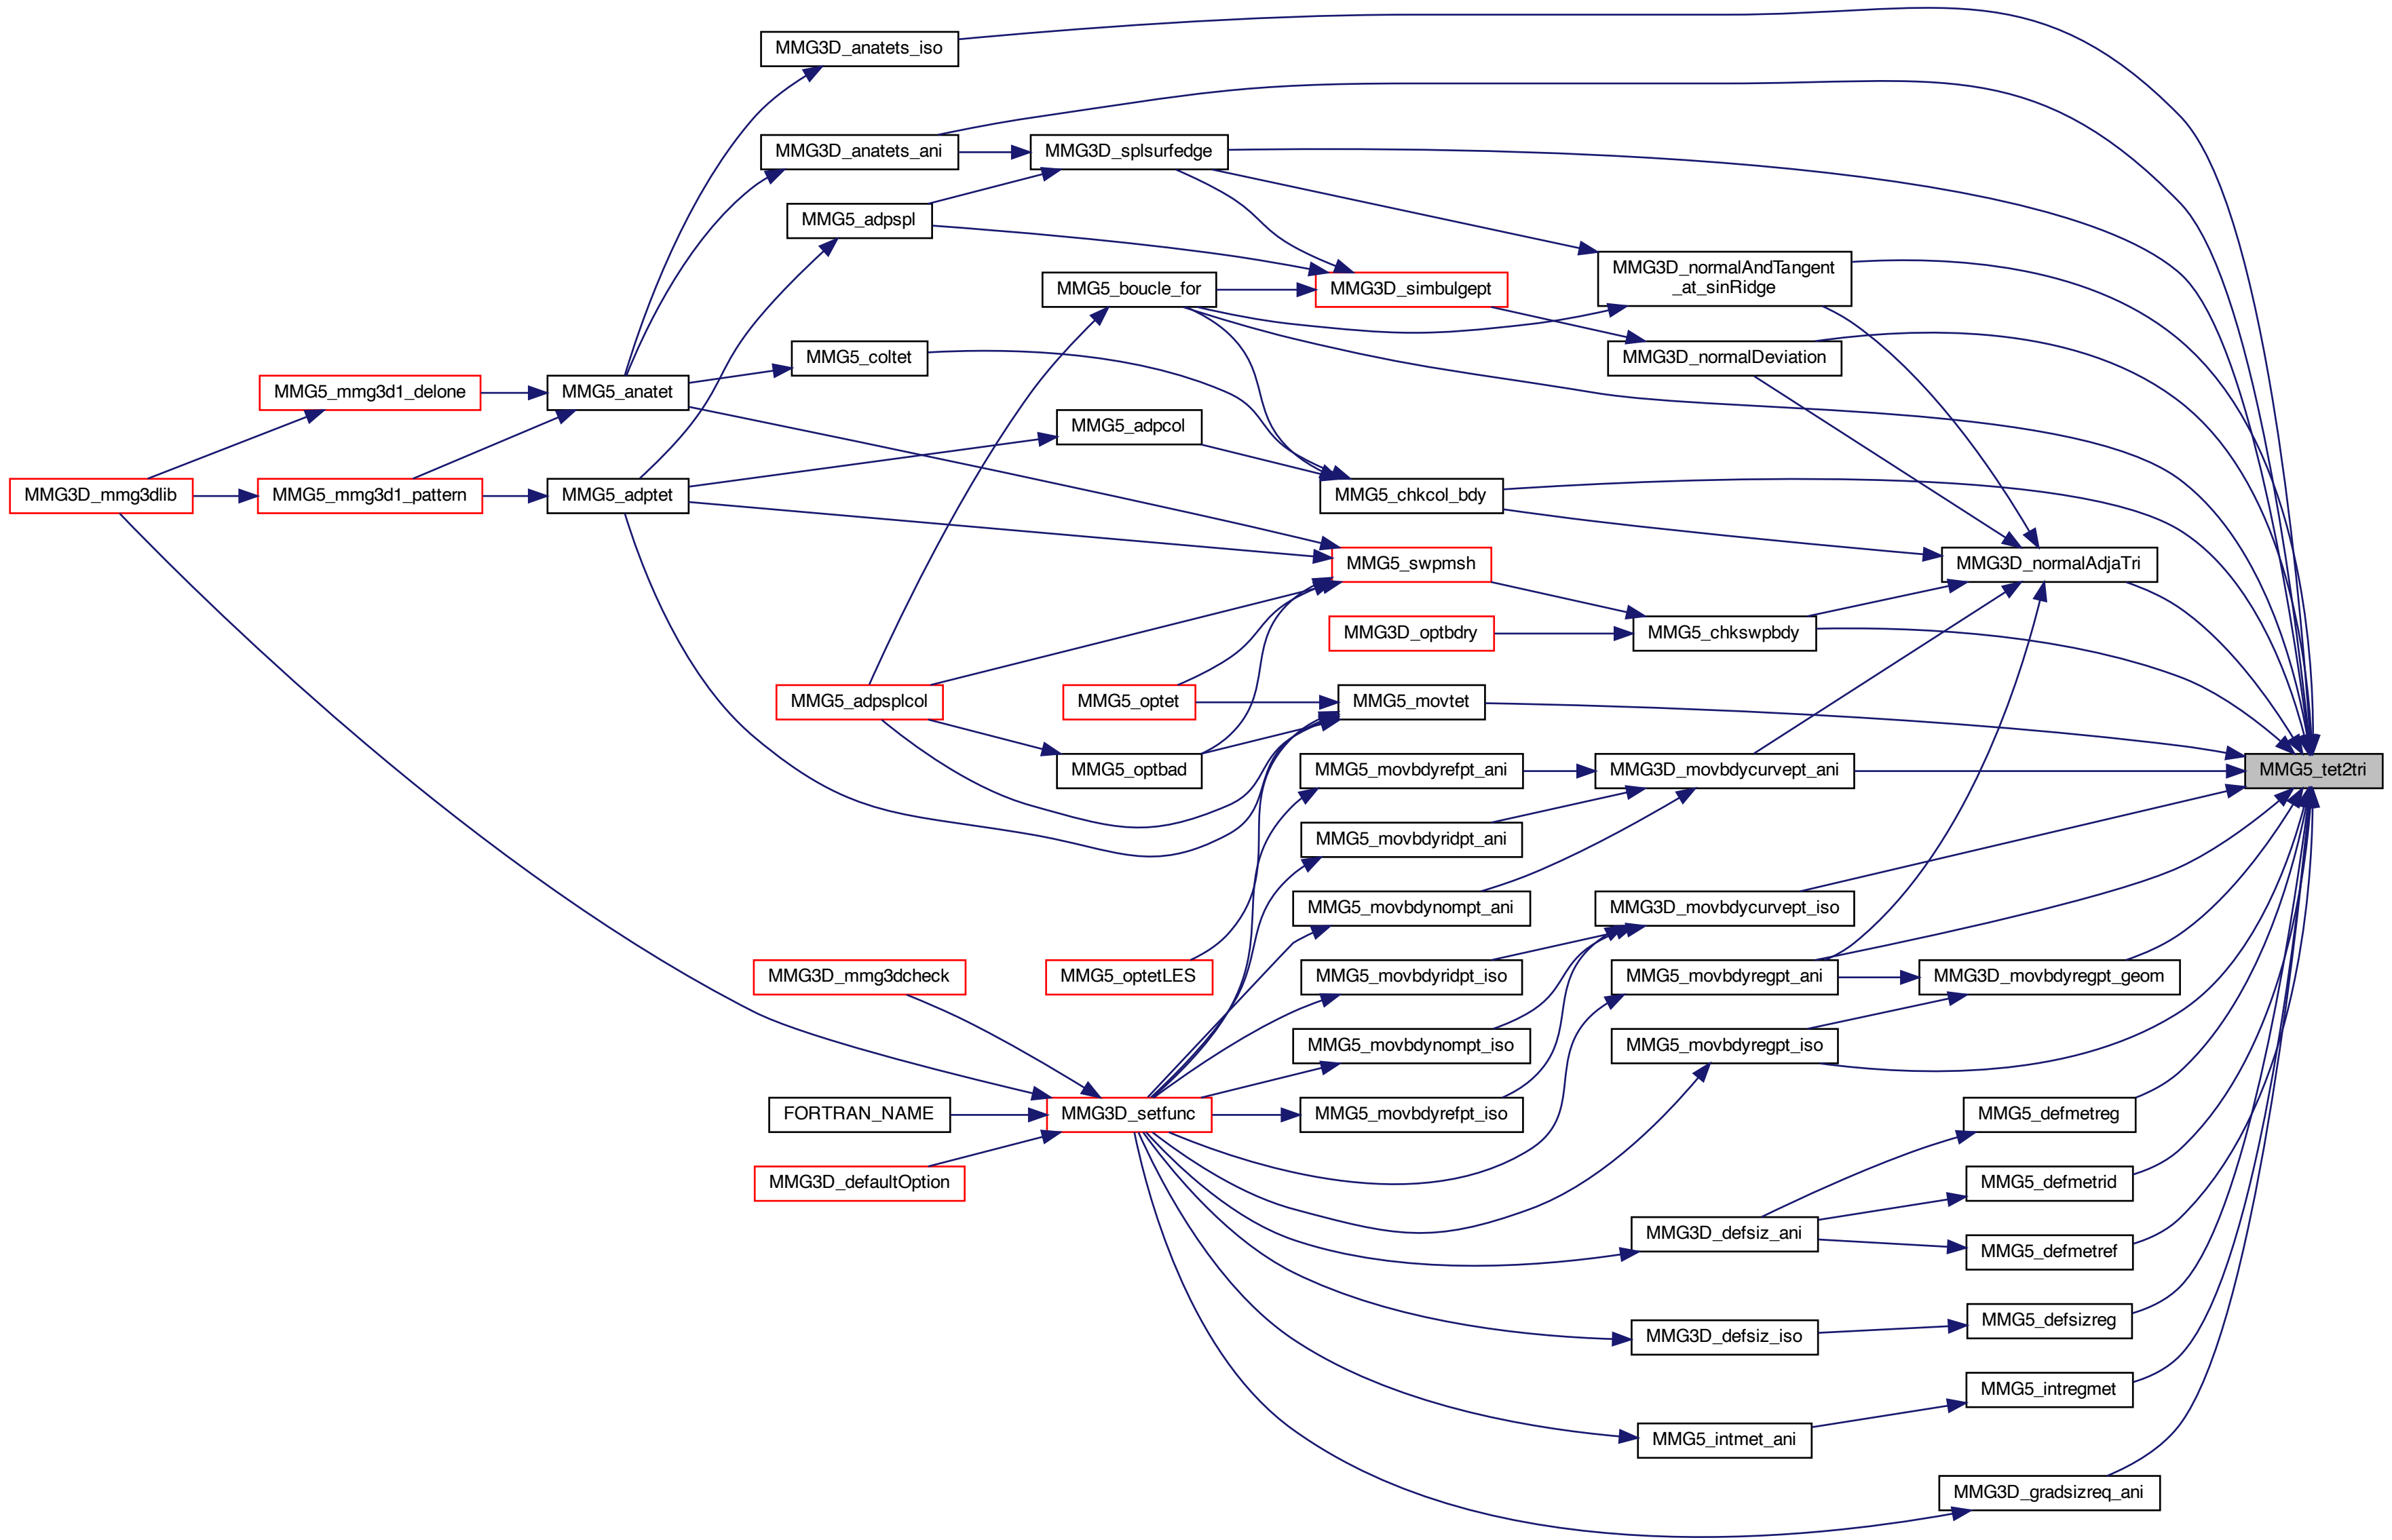 MMG3D_anatets_iso
MMG3D_anatets_ani
MMG3D_splsurfedge
MMG5_adpspl
MMG3D_normalAndTangent
_at_sinRidge
MMG5_boucle_for
MMG3D_simbulgept
MMG5_coltet
MMG3D_normalDeviation
MMG5_mmg3d1_delone
MMG5_anatet
MMG5_adpcol
MMG3D_mmg3dlib
MMG5_mmg3d1_pattern
MMG5_adptet
MMG5_chkcol_bdy
MMG5_swpmsh
MMG3D_normalAdjaTri
MMG3D_optbdry
MMG5_chkswpbdy
MMG5_adpsplcol
MMG5_optet
MMG5_movtet
MMG5_optbad
MMG5_movbdyrefpt_ani
MMG3D_movbdycurvept_ani
MMG5_tet2tri
MMG5_movbdyridpt_ani
MMG5_movbdynompt_ani
MMG3D_movbdycurvept_iso
MMG3D_mmg3dcheck
MMG5_optetLES
MMG5_movbdyridpt_iso
MMG5_movbdyregpt_ani
MMG3D_movbdyregpt_geom
MMG5_movbdynompt_iso
MMG5_movbdyregpt_iso
FORTRAN_NAME
MMG3D_setfunc
MMG5_movbdyrefpt_iso
MMG5_defmetreg
MMG3D_defaultOption
MMG5_defmetrid
MMG3D_defsiz_ani
MMG5_defmetref
MMG3D_defsiz_iso
MMG5_defsizreg
MMG5_intregmet
MMG5_intmet_ani
MMG3D_gradsizreq_ani